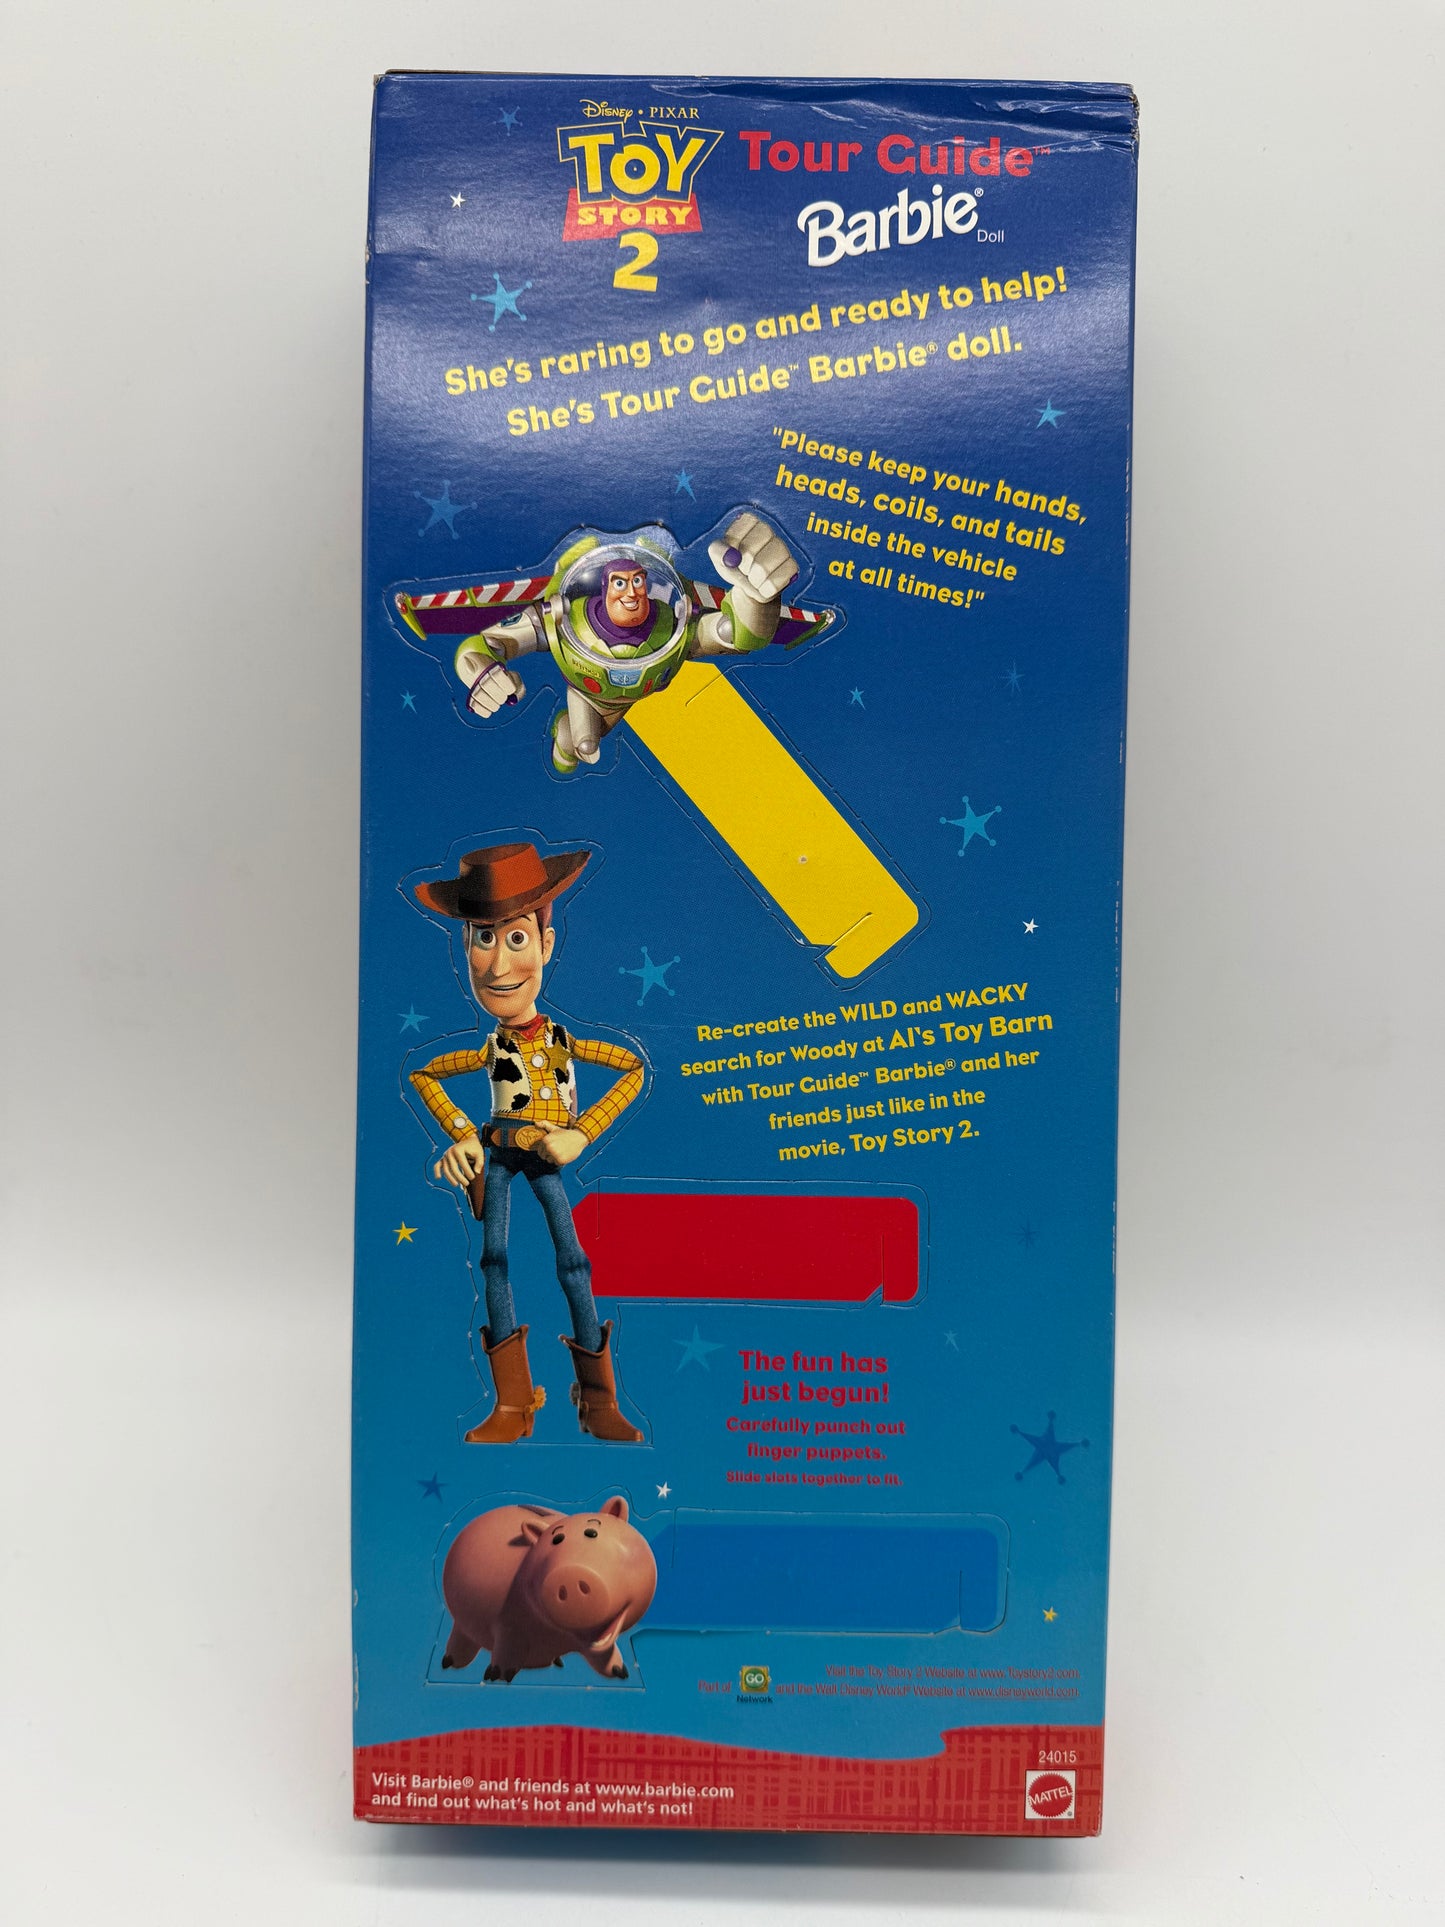 Disney • PIXAR
TOY
STORY
2
Tour Guide™
Barbie®
Doll
She's raring to go and ready to help!
She's Tour Guide™ Barbie® doll.
"Please keep your hands,
heads, coils, and tails
inside the vehicle
at all times!"
Re-create the WILD and WACKY
search for Woody at Al's Toy Barn
with Tour Guide™ Barbie® and her
friends just like in the
movie, Toy Story 2.
The fun has
just begun!
Carefully punch out
finger puppets.
Slide slots together to fit.
Visit the Toy Story 2 Website at www.Toystory2.com
Part of GO Network and the Walt Disney World® Website at www.disneyworld.com.
24015
Visit Barbie® and friends at www.barbie.com
and find out what's hot and what's not!
MATTEL